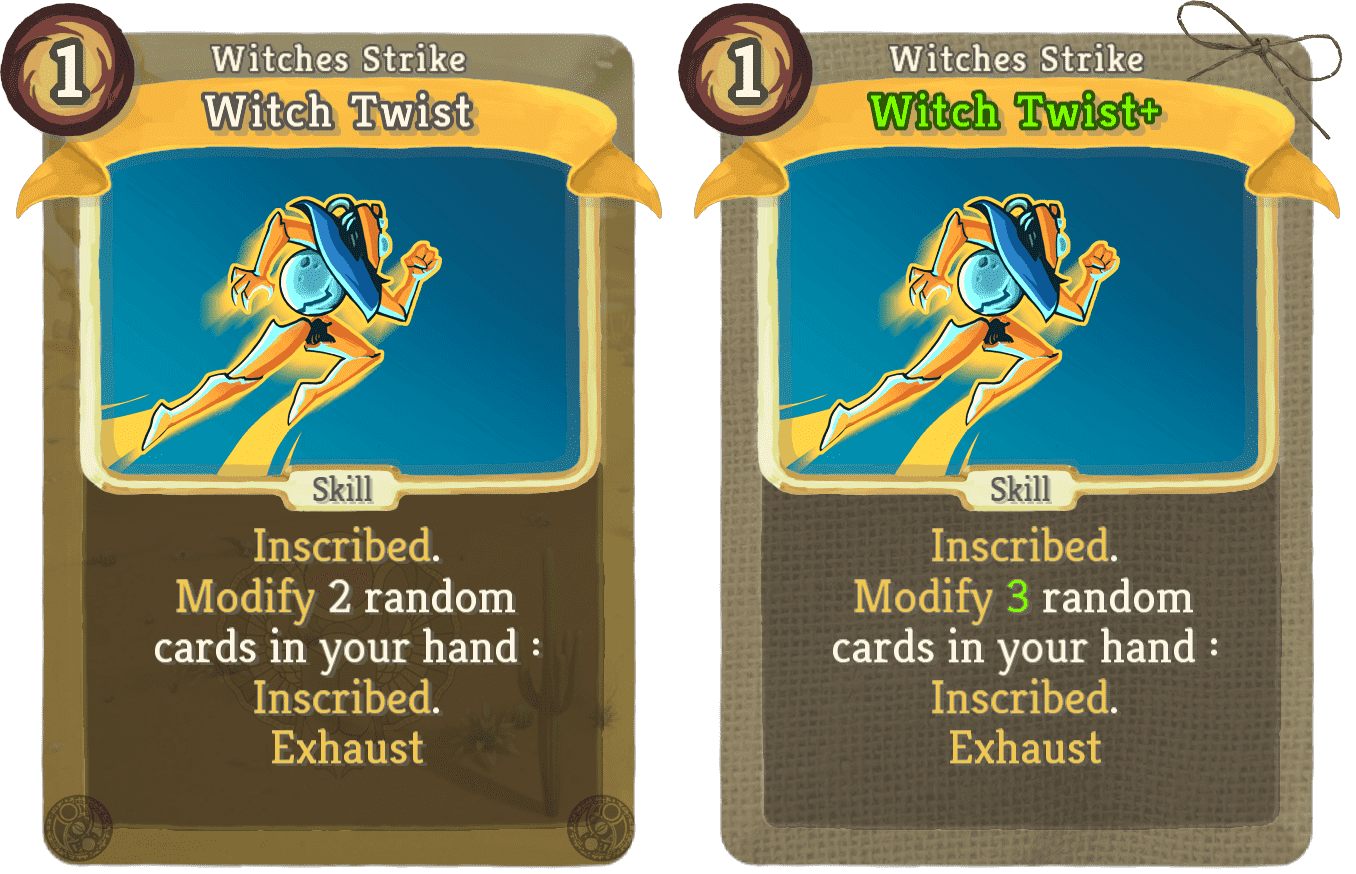 1
Witches Strike
Witch Twist
Skill
Inscribed.
Modify 2 random
cards in your hand :
Inscribed.
Exhaust
1
Witches Strike
Witch Twist+
Skill
Inscribed.
Modify 3 random
cards in your hand :
Inscribed.
Exhaust